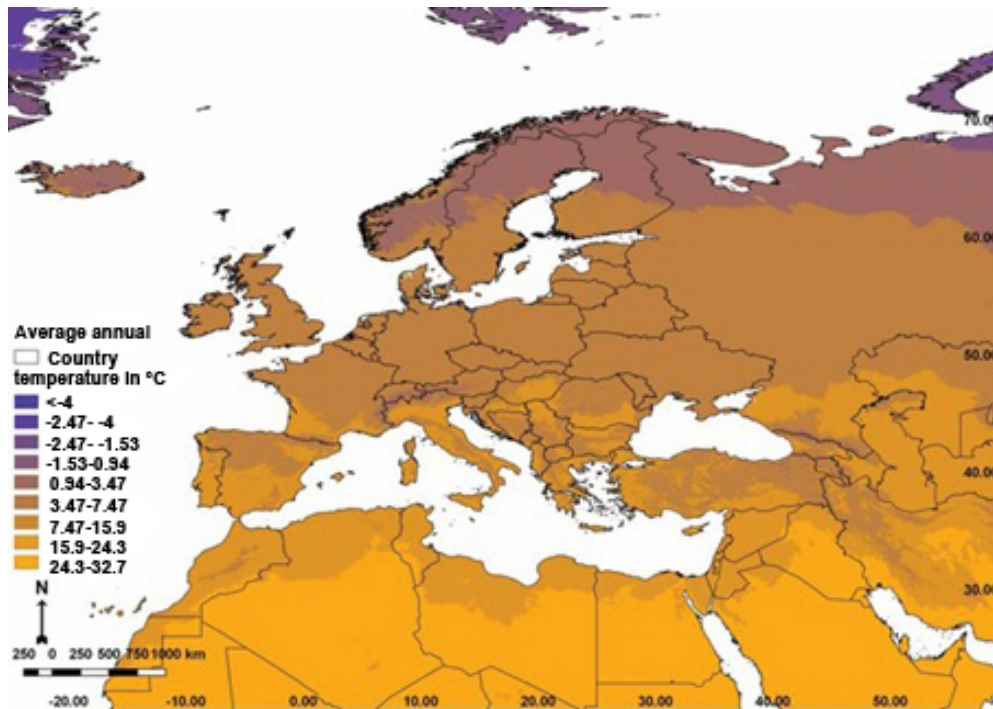 70.00
60.00
50.00
40.00
30.00
Average annual
Country
temperature in °C
<-4
-2.47- -4
-2.47- -1.53
-1.53-0.94
0.94-3.47
3.47-7.47
7.47-15.9
15.9-24.3
24.3-32.7
N
250 0 250 500 750 1000 km
-20.00 -10.00 0.00 10.00 20.00 30.00 40.00 50.00